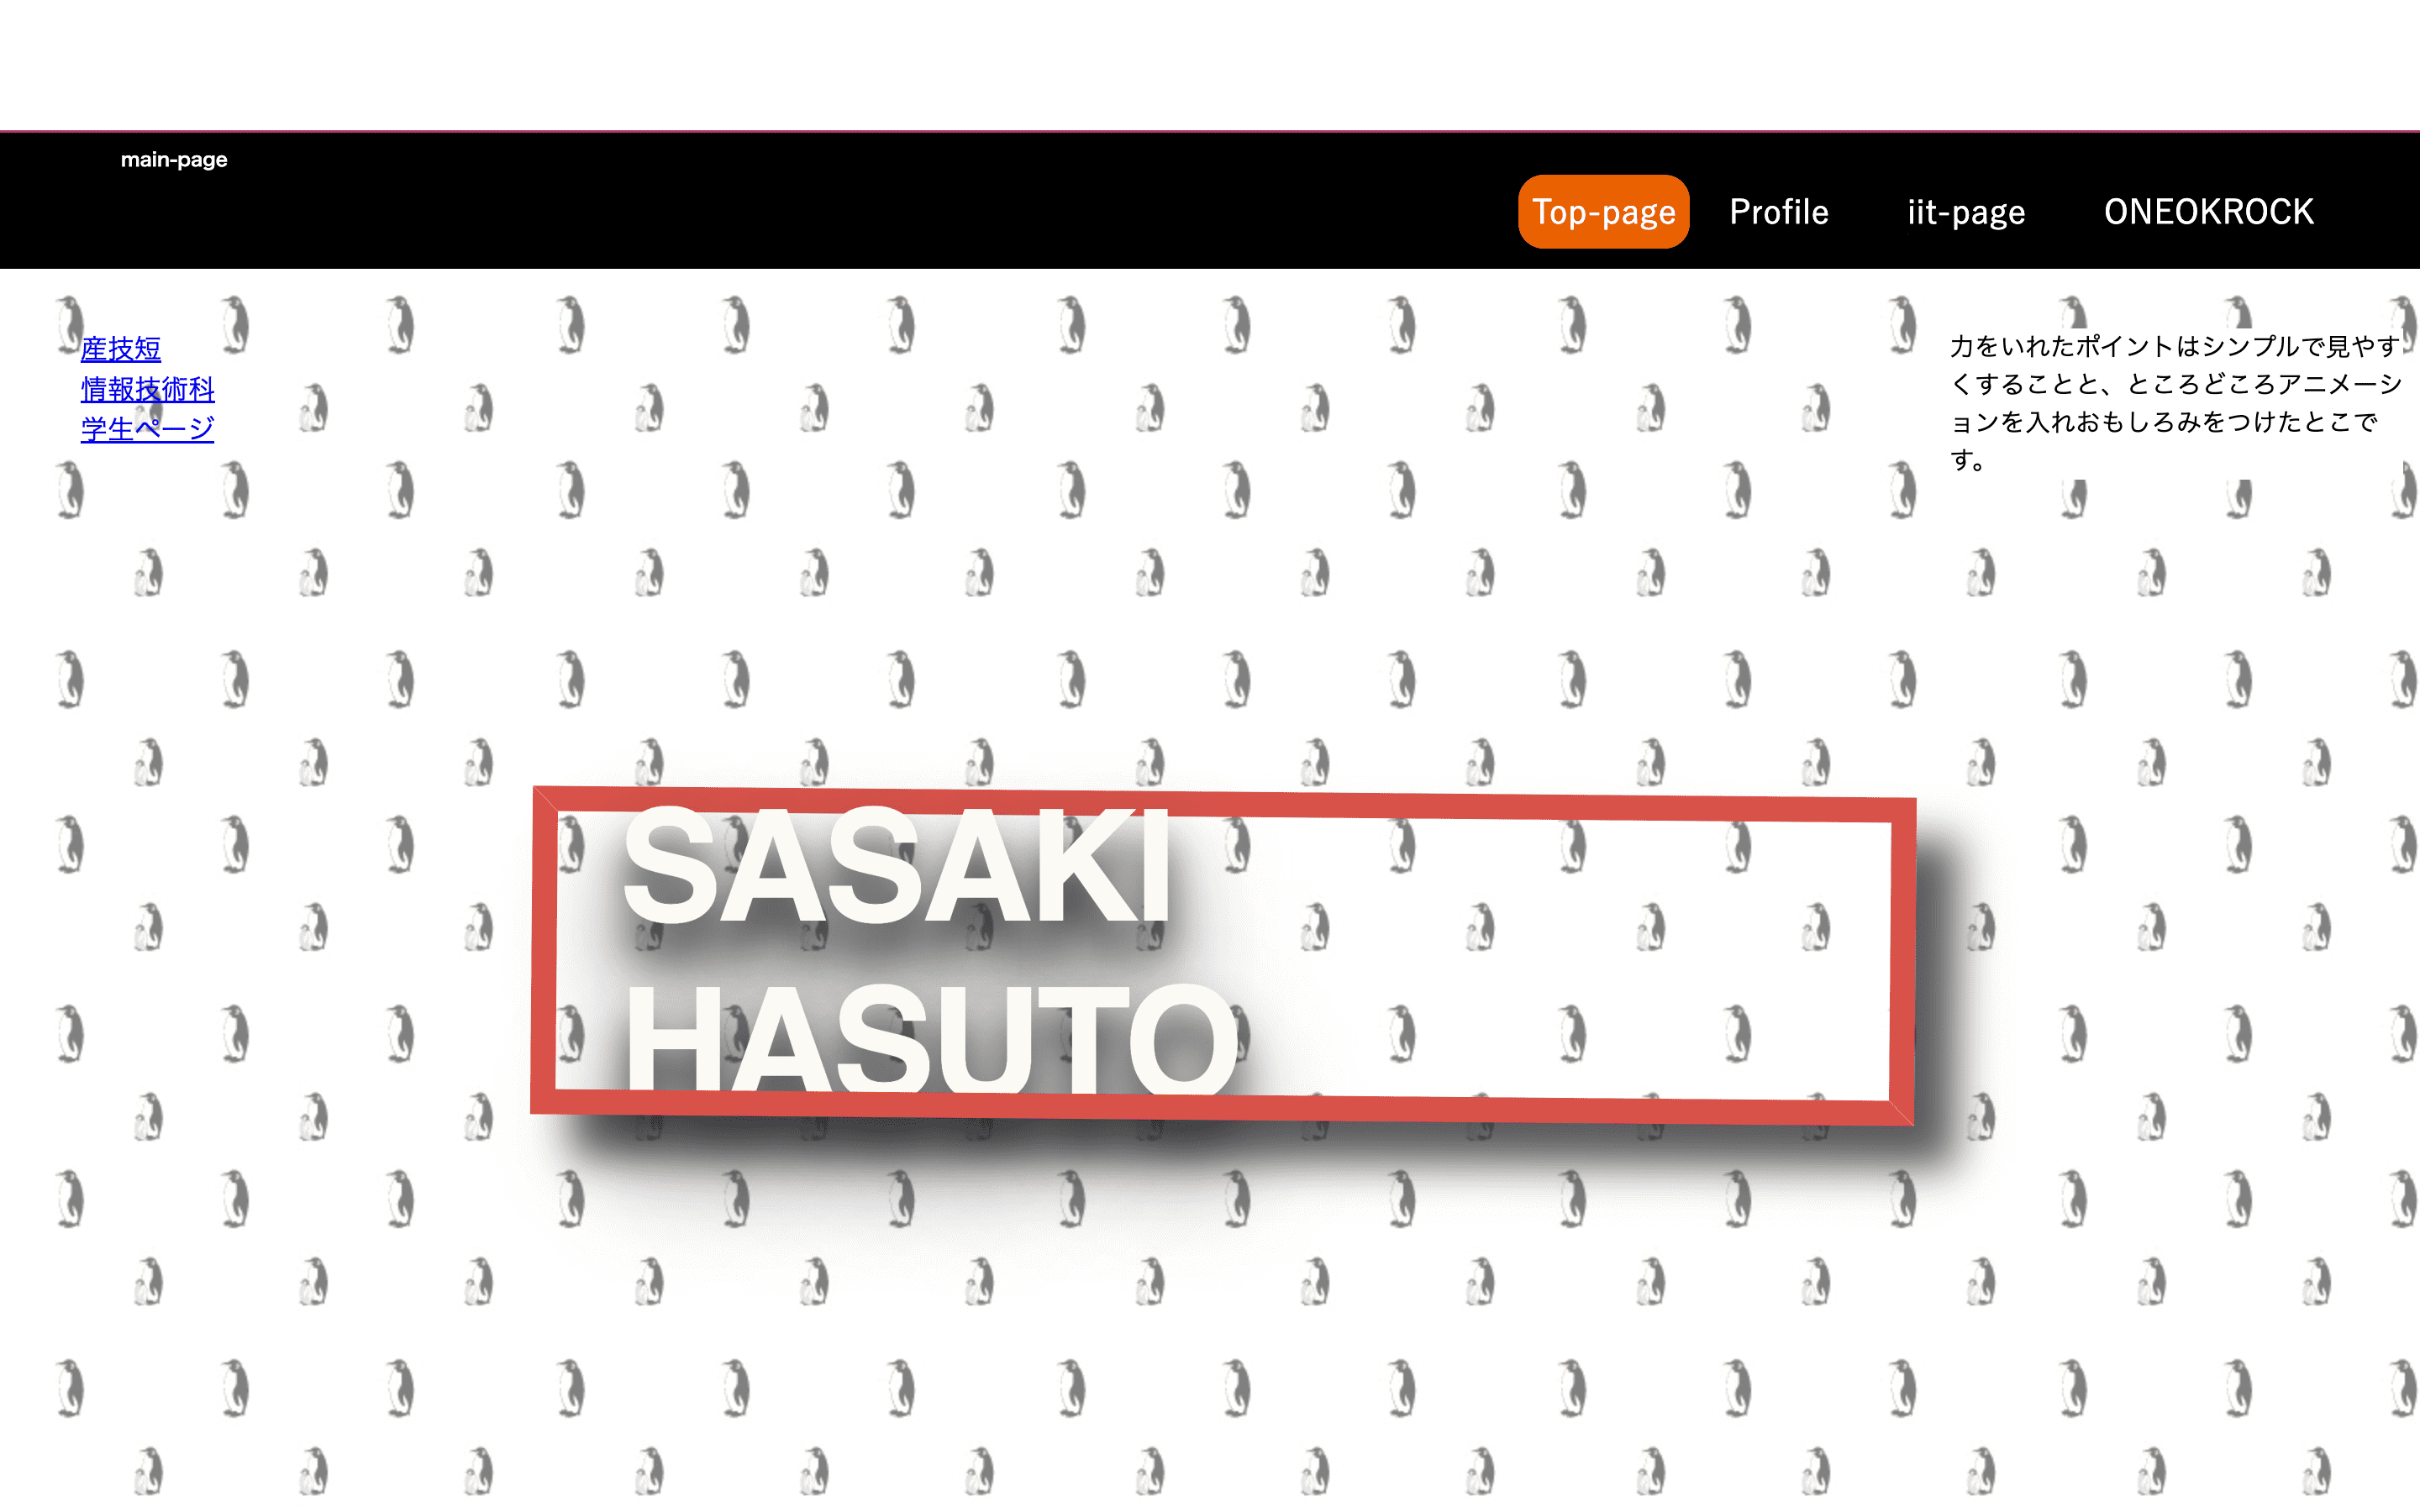 main-page
Top-page Profile iit-page ONEOKROCK
産技短
情報技術科
学生ページ
力をいれたポイントはシンプルで見やす
くすることと、ところどころアニメーシ
ョンを入れおもしろみをつけたとこで
す。
SASAKI
HASUTO